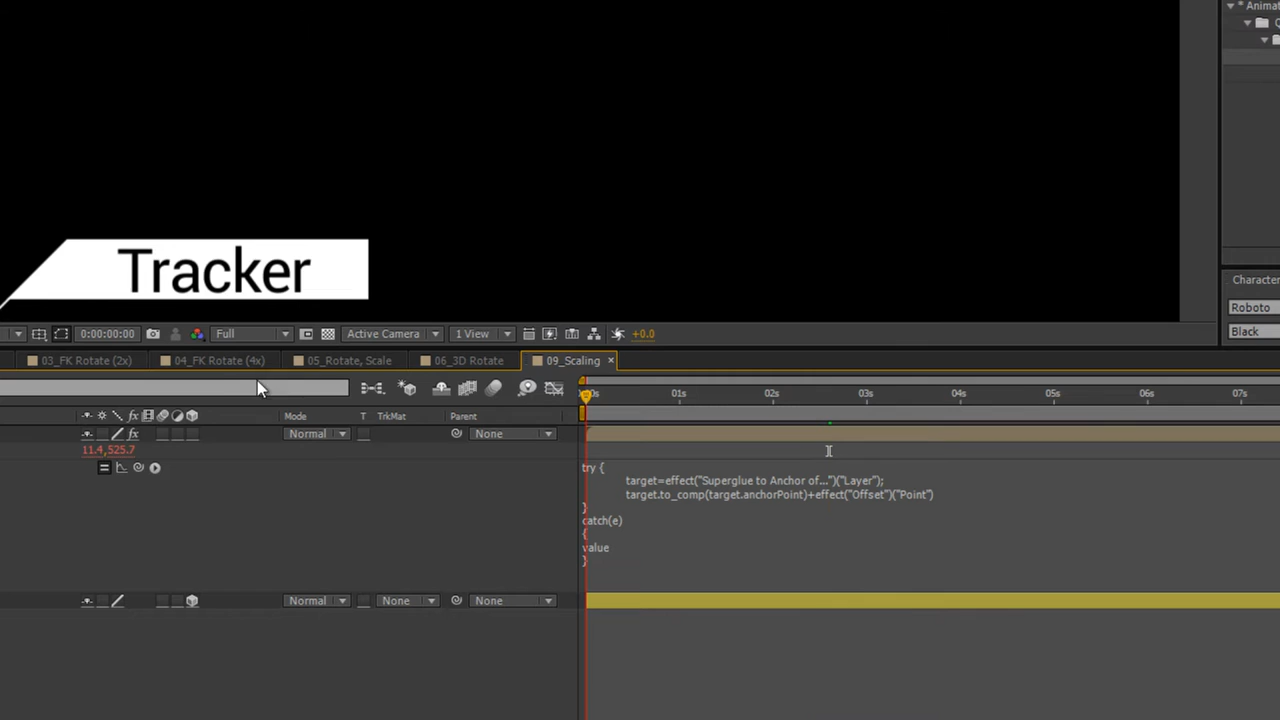 * Animat
Q
Tracker
Character
Roboto
Black
0:00:00:00 Full Active Camera 1 View +0.0
03_FK Rotate (2x) 04_FK Rotate (4x) 05_Rotate, Scale 06_3D Rotate 09_Scaling ×
0s 01s 02s 03s 04s 05s 06s 07s
fx Mode T TrkMat Parent
fx Normal None
11.4,525.7
try {
target=effect("Superglue to Anchor of...")("Layer");
target.to_comp(target.anchorPoint)+effect("Offset")("Point")
}
catch(e)
{
value
}
Normal None None